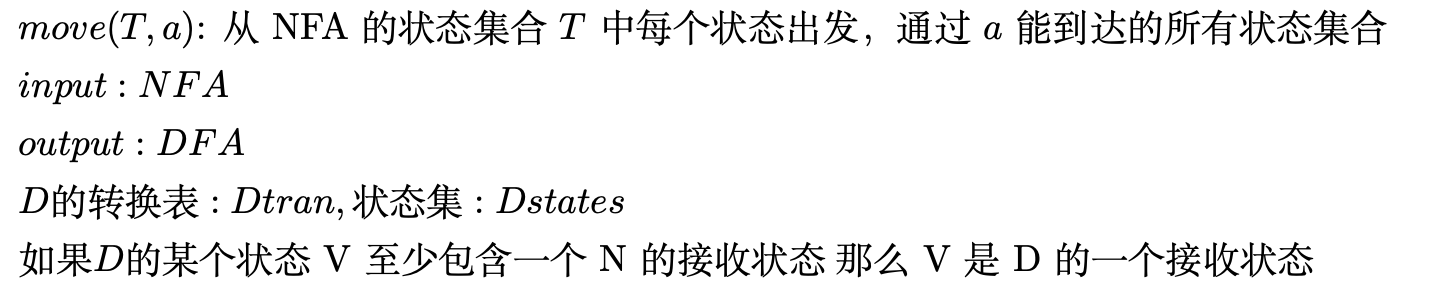 move(T, a): 从 NFA 的状态集合 T 中每个状态出发，通过 a 能到达的所有状态集合
input : NFA
output : DFA
D的转换表 : Dtran, 状态集 : Dstates
如果D的某个状态 V 至少包含一个 N 的接收状态 那么 V 是 D 的一个接收状态